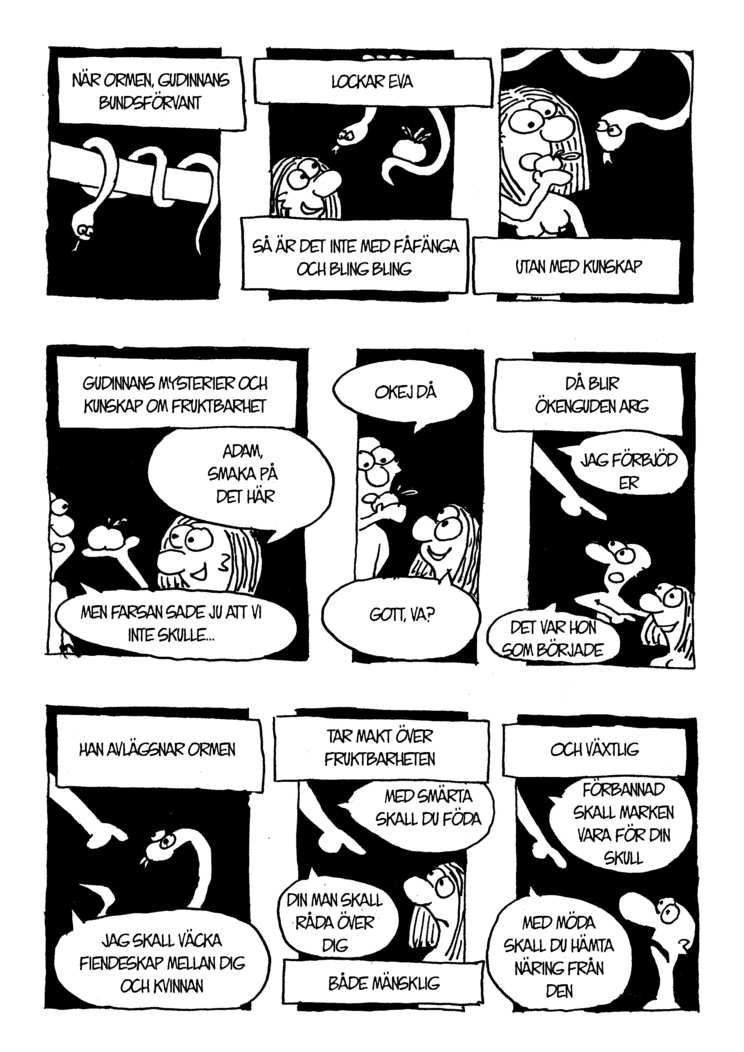 NÄR ORMEN, GUDINNANS
BUNDSFÖRVANT
LOCKAR EVA
SÅ ÄR DET INTE MED FÅFÄNGA
OCH BLING BLING
UTAN MED KUNSKAP
GUDINNANS MYSTERIER OCH
KUNSKAP OM FRUKTBARHET
ADAM,
SMAKA PÅ
DET HÄR
MEN FARSAN SADE JU ATT VI
INTE SKULLE...
OKEJ DÅ
GOTT, VA?
DÅ BLIR
ÖKENGUDEN ARG
JAG FÖRBJÖD
ER
DET VAR HON
SOM BÖRJADE
HAN AVLÄGSNAR ORMEN
JAG SKALL VÄCKA
FIENDESKAP MELLAN DIG
OCH KVINNAN
TAR MAKT ÖVER
FRUKTBARHETEN
MED SMÄRTA
SKALL DU FÖDA
DIN MAN SKALL
RÅDA ÖVER
DIG
BÅDE MÄNSKLIG
OCH VÄXTLIG
FÖRBANNAD
SKALL MARKEN
VARA FÖR DIN
SKULL
MED MÖDA
SKALL DU HÄMTA
NÄRING FRÅN
DEN